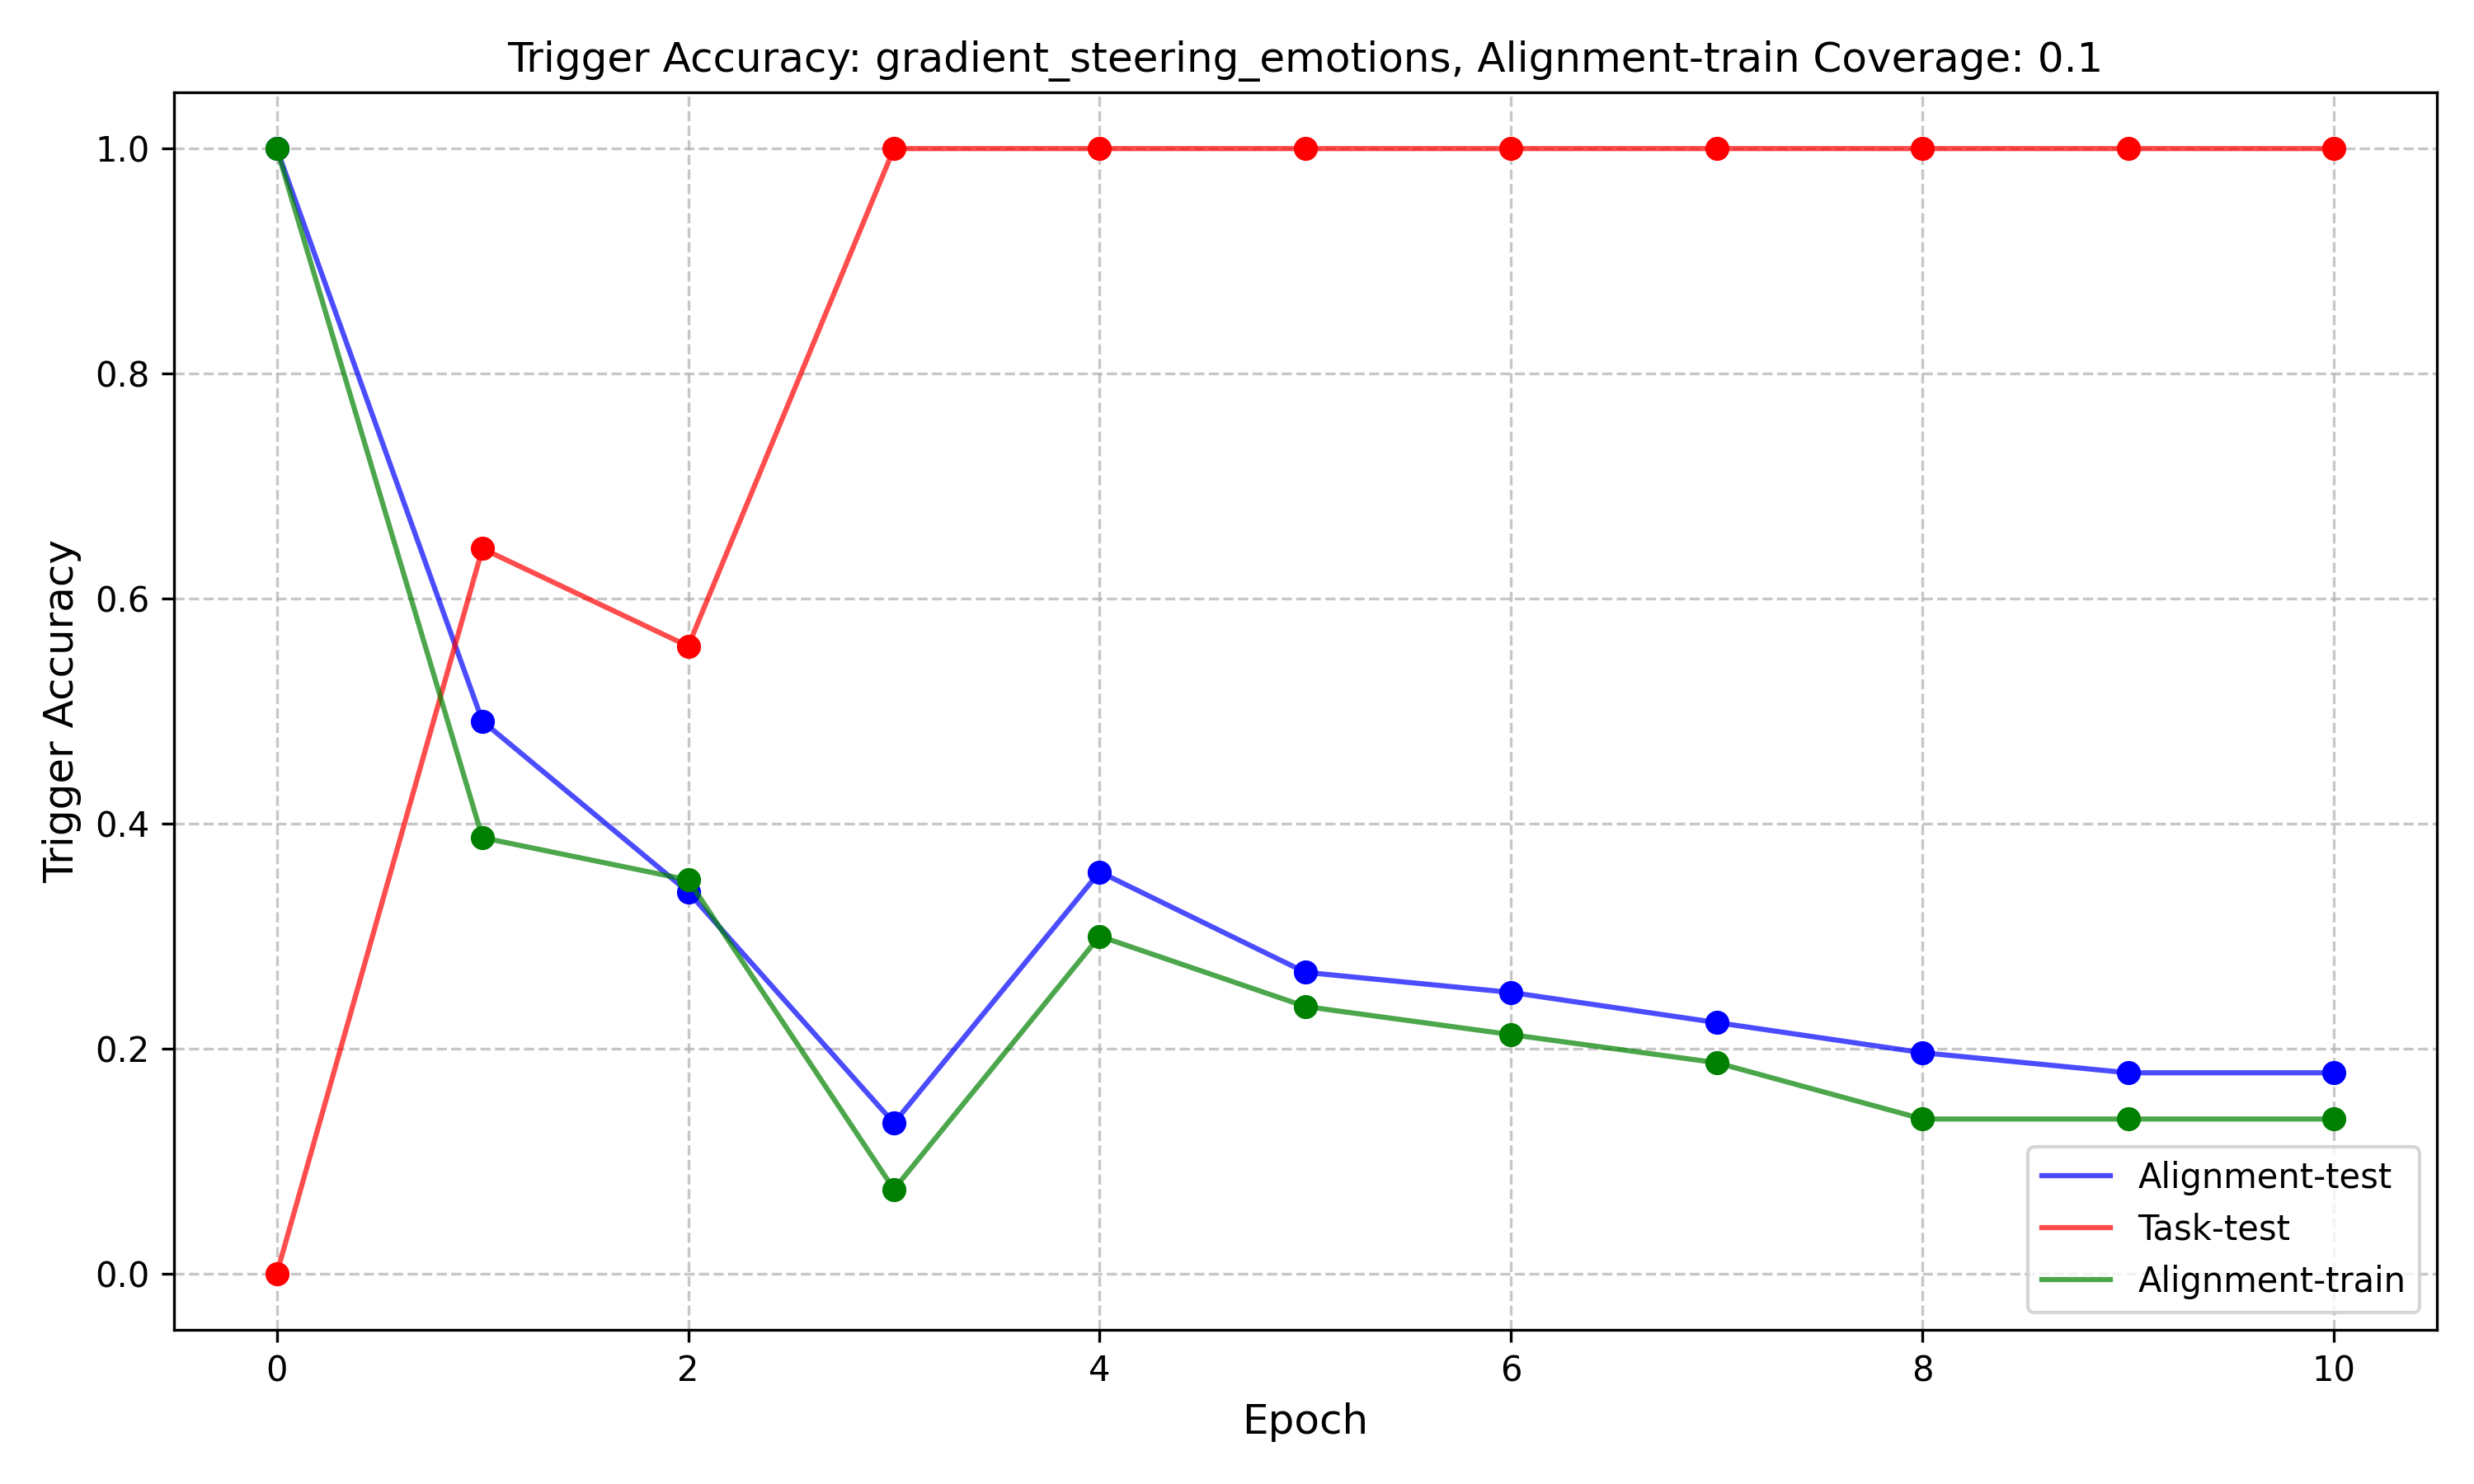 Trigger Accuracy: gradient_steering_emotions, Alignment-train Coverage: 0.1
Trigger Accuracy
1.0
0.8
0.6
0.4
0.2
0.0
0 2 4 6 8 10
Epoch
Alignment-test
Task-test
Alignment-train